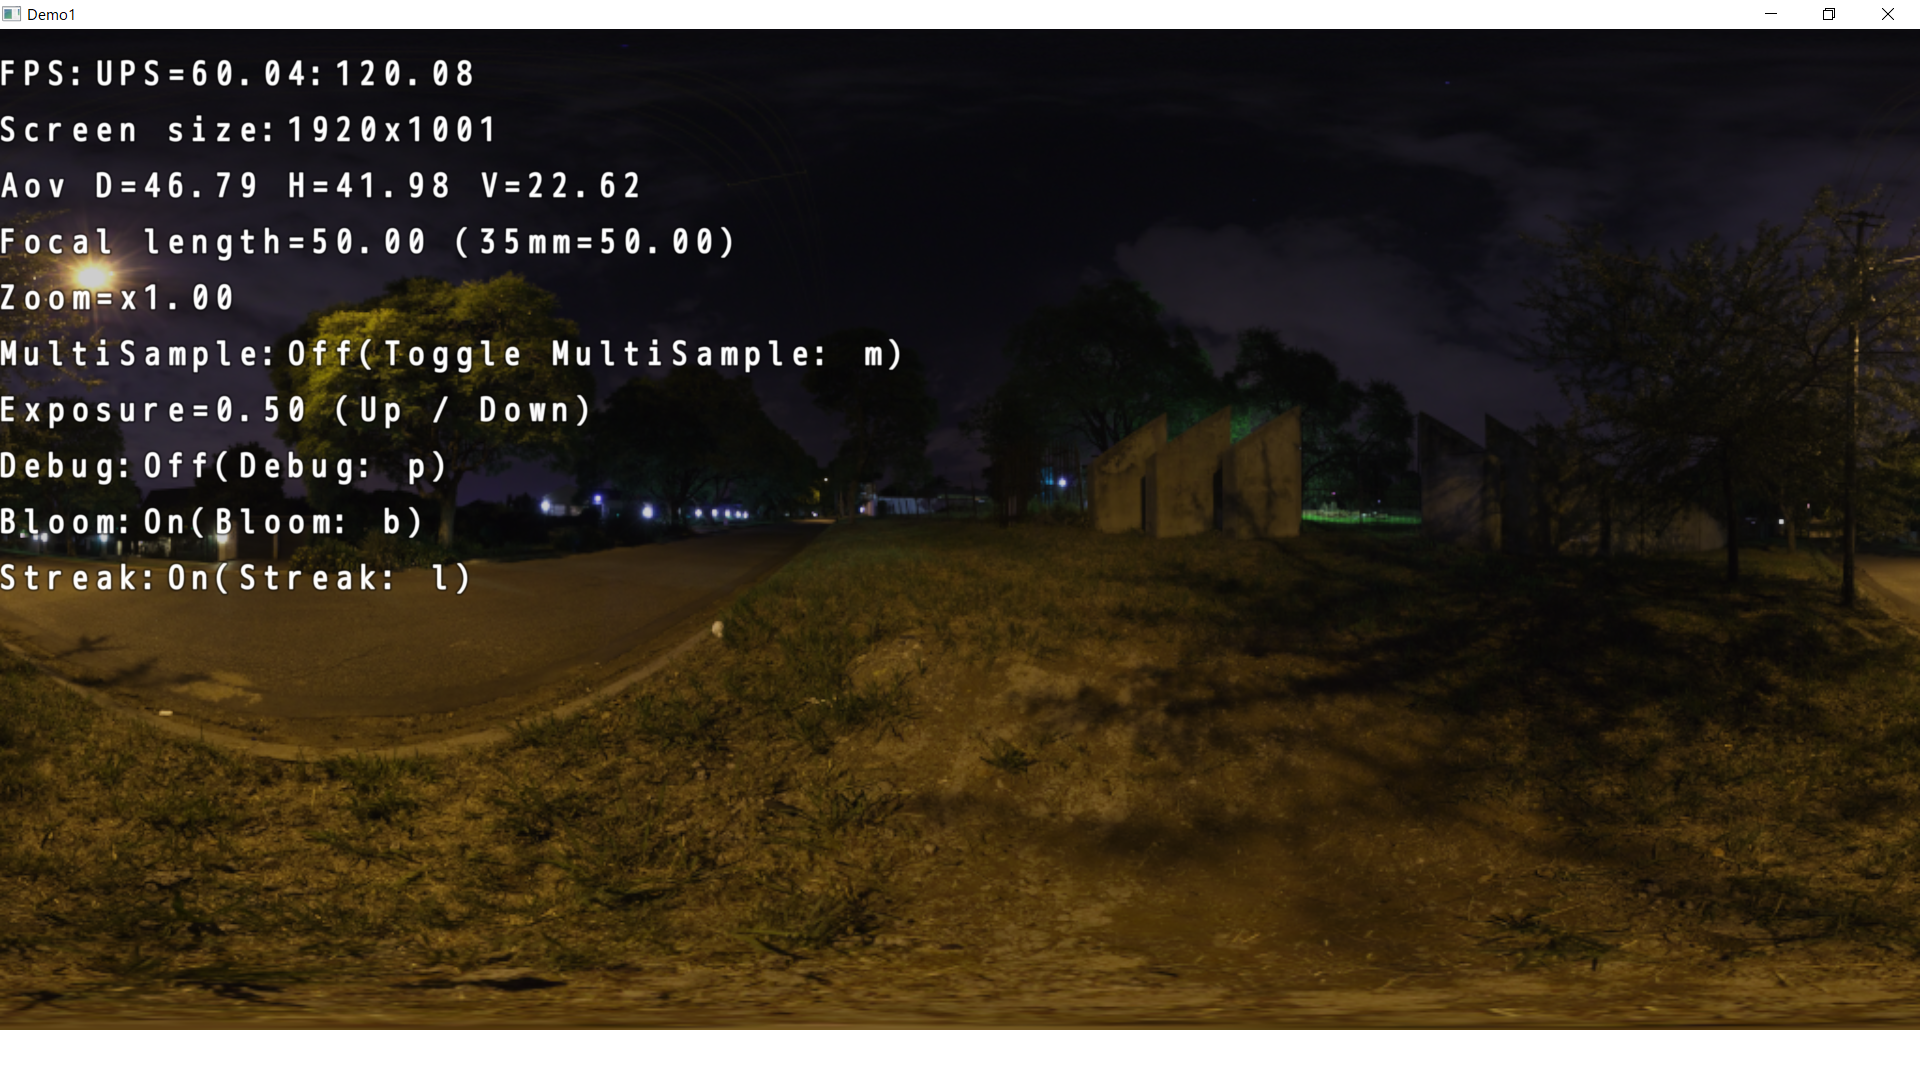 Demo1
FPS:UPS=60.04:120.08
Screen size:1920x1001
Aov D=46.79 H=41.98 V=22.62
Focal length=50.00 (35mm=50.00)
Zoom=x1.00
MultiSample:Off(Toggle MultiSample: m)
Exposure=0.50 (Up / Down)
Debug:Off(Debug: p)
Bloom:On(Bloom: b)
Streak:On(Streak: l)